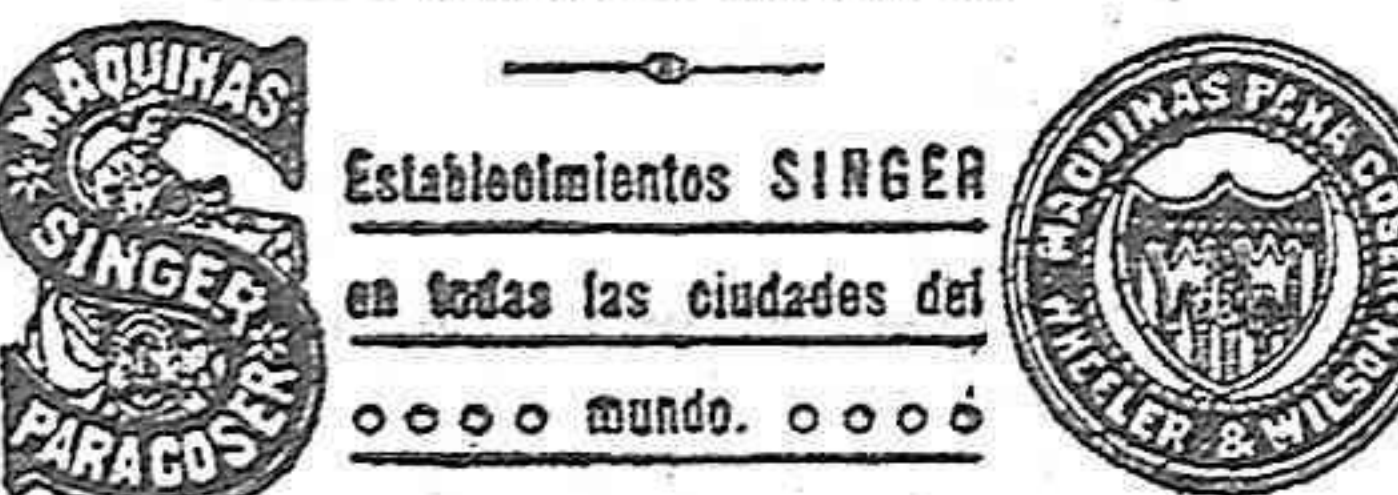 MAQUINAS
SINGER
PARA COSER
Establecimientos SINGER
en todas las ciudades del
mundo.
MAQUINAS PARA COSER
WHEELER & WILSON